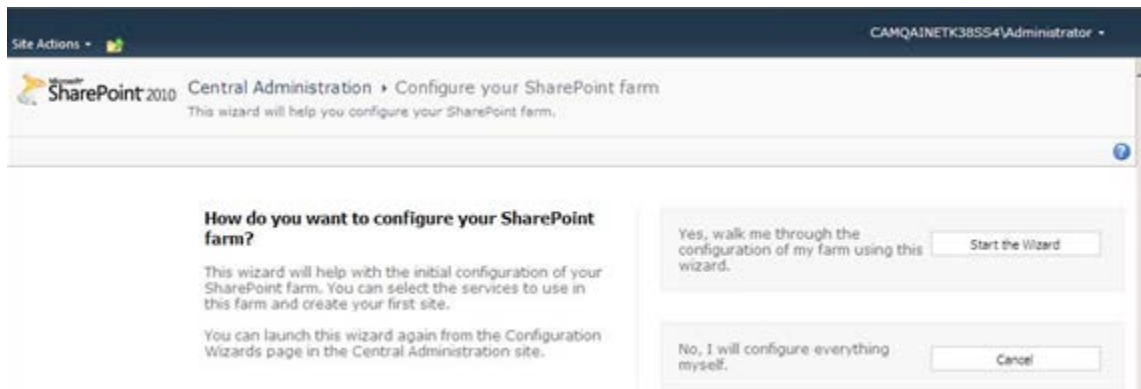 Site Actions
CAMQAINETK38SS4\Administrator
Microsoft
SharePoint 2010
Central Administration ▸ Configure your SharePoint farm
This wizard will help you configure your SharePoint farm.
How do you want to configure your SharePoint
farm?
This wizard will help with the initial configuration of your
SharePoint farm. You can select the services to use in
this farm and create your first site.
You can launch this wizard again from the Configuration
Wizards page in the Central Administration site.
Yes, walk me through the
configuration of my farm using this
wizard.
Start the Wizard
No, I will configure everything
myself.
Cancel